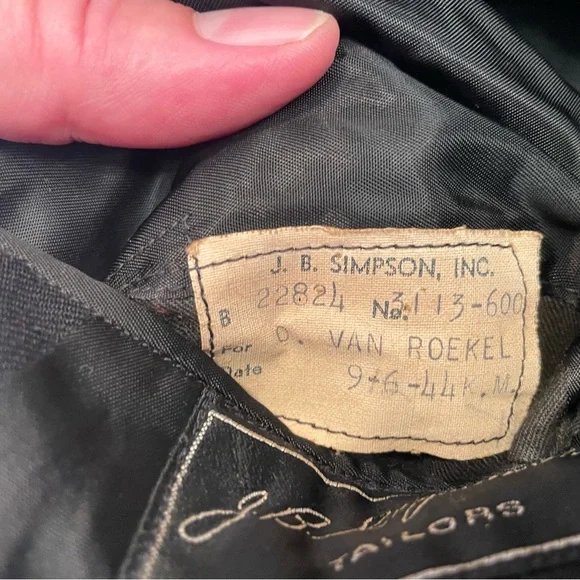 J. B. SIMPSON, INC.
B 22824 No. 3113-600
For D. VAN ROEKEL
Date 9-6-44 K.M.
J B
TAILORS